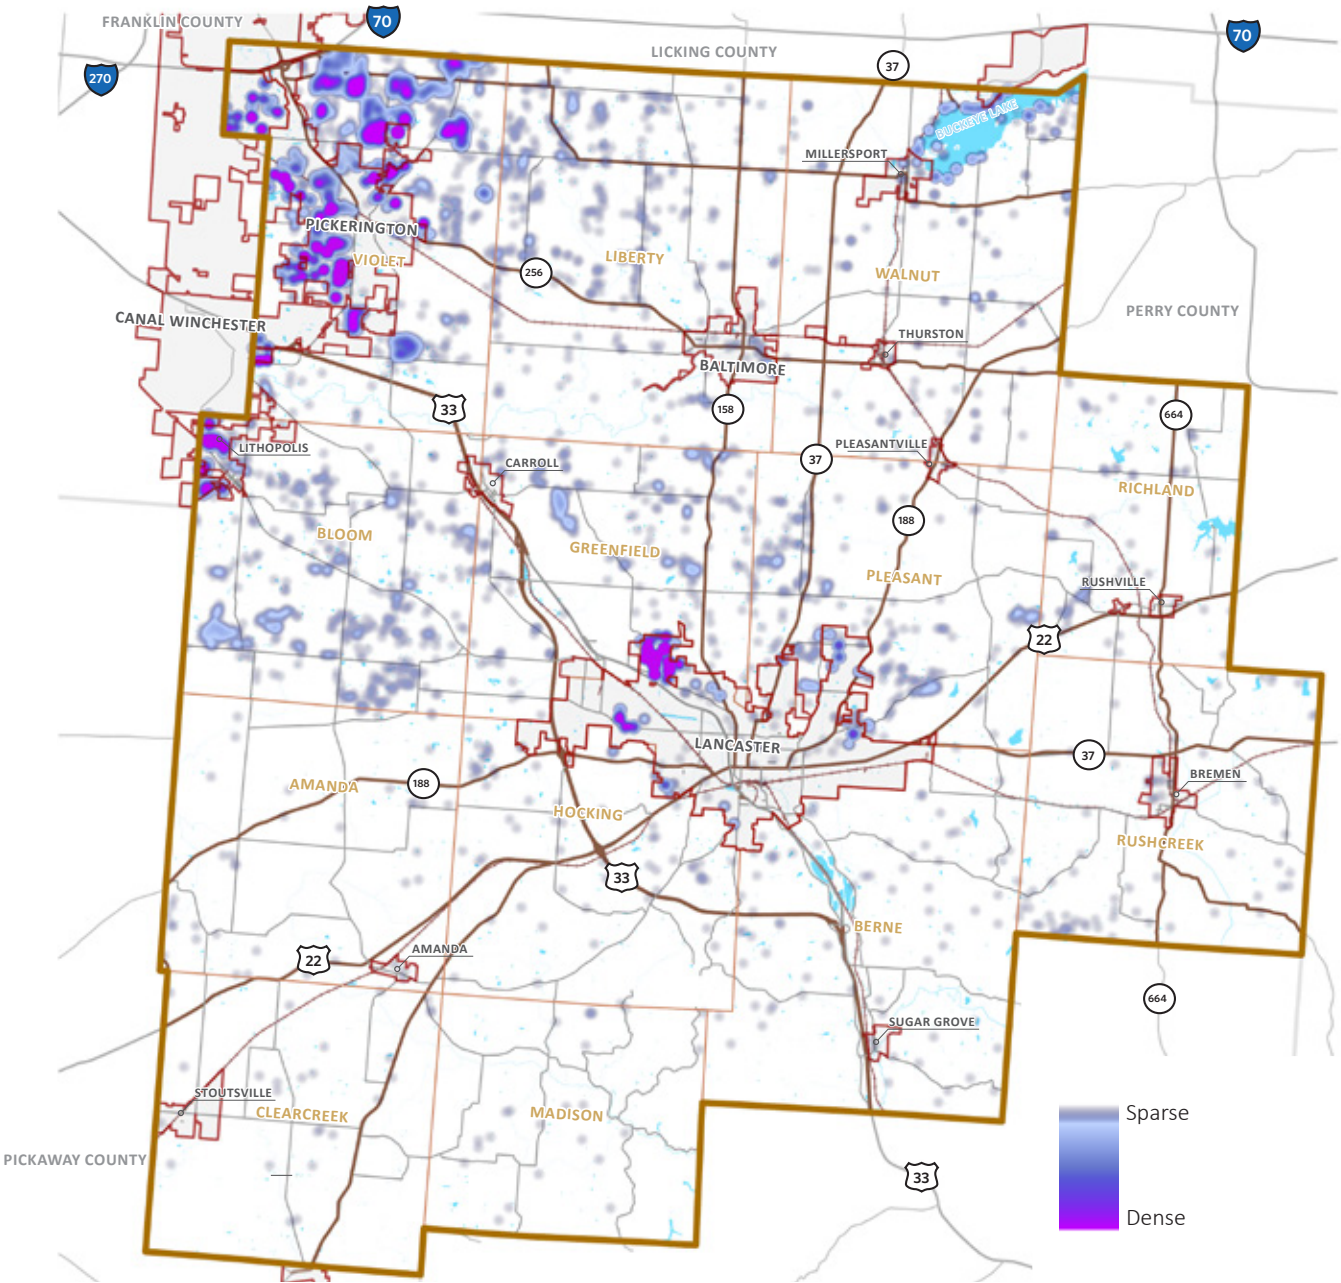 FRANKLIN COUNTY
70
LICKING COUNTY
70
37
270
BUCKEYE LAKE
MILLERSPORT
PICKERINGTON
VIOLET
LIBERTY
256
WALNUT
PERRY COUNTY
CANAL WINCHESTER
THURSTON
BALTIMORE
33
158
664
PLEASANTVILLE
LITHOPOLIS
CARROLL
37
RICHLAND
188
BLOOM
GREENFIELD
PLEASANT
RUSHVILLE
22
LANCASTER
37
BREMEN
AMANDA
188
HOCKING
RUSHCREEK
33
BERNE
AMANDA
22
664
SUGAR GROVE
STOUTSVILLE
CLEARCREEK
MADISON
Sparse
PICKAWAY COUNTY
33
Dense